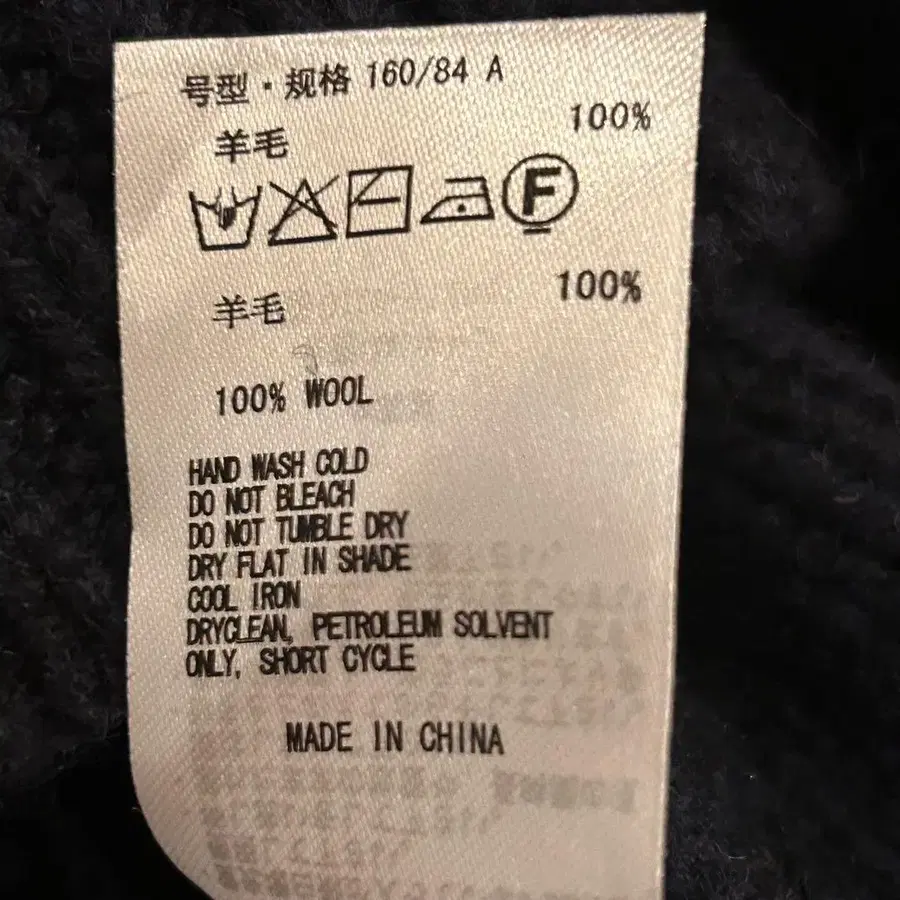 号型·规格 160/84 A
羊毛 100%
F
羊毛 100%
100% WOOL
HAND WASH COLD
DO NOT BLEACH
DO NOT TUMBLE DRY
DRY FLAT IN SHADE
COOL IRON
DRYCLEAN, PETROLEUM SOLVENT
ONLY, SHORT CYCLE
MADE IN CHINA